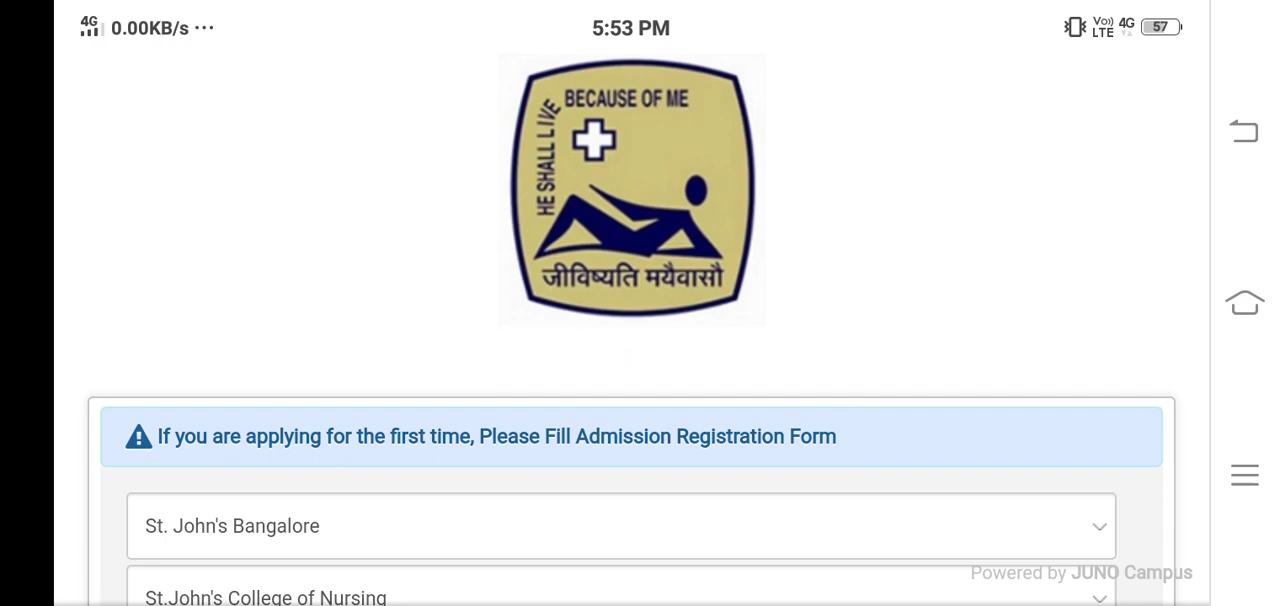 4G 0.00KB/s ...
5:53 PM
Vo)) LTE 4G 57
BECAUSE OF ME
HE SHALL LIVE
जीविष्यति मयैवासौ
If you are applying for the first time, Please Fill Admission Registration Form
St. John's Bangalore
Powered by JUNO Campus
St.John's College of Nursing